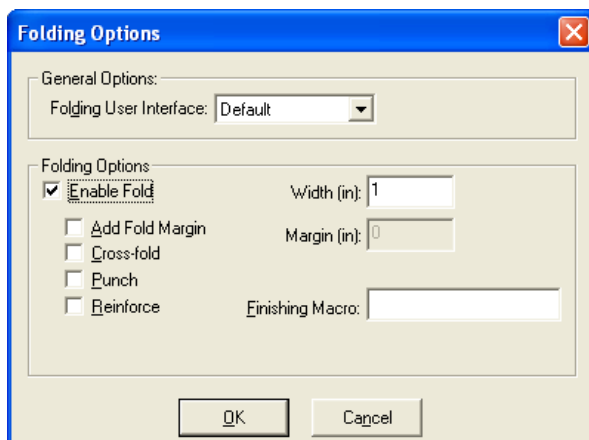 Folding Options
General Options:
Folding User Interface: Default
Folding Options
Enable Fold
Width (in): 1
Add Fold Margin
Margin (in): 0
Cross-fold
Punch
Reinforce
Finishing Macro:
OK
Cancel